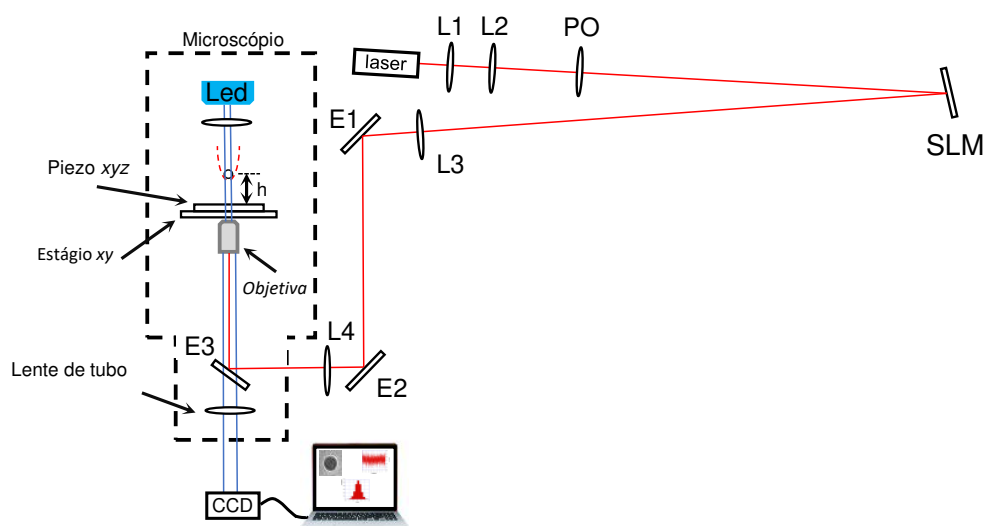 Microscópio
L1
L2
PO
laser
Led
E1
L3
SLM
Piezo xyz
h
Estágio xy
Objetiva
L4
E3
E2
Lente de tubo
CCD